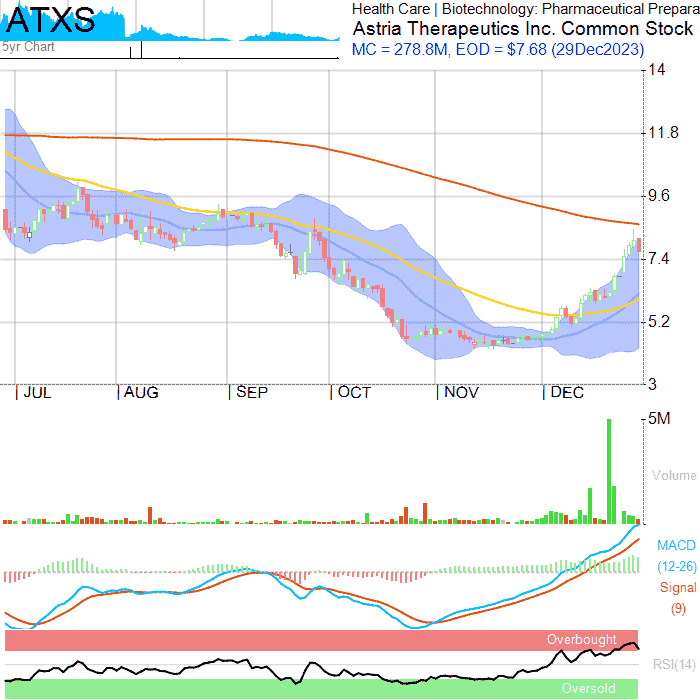 ATXS
5yr Chart
Health Care | Biotechnology: Pharmaceutical Prepara
Astria Therapeutics Inc. Common Stock
MC = 278.8M, EOD = $7.68 (29Dec2023)
14
11.8
9.6
7.4
5.2
3
JUL AUG SEP OCT NOV DEC
5M
Volume
MACD
(12-26)
Signal
(9)
Overbought
RSI(14)
Oversold